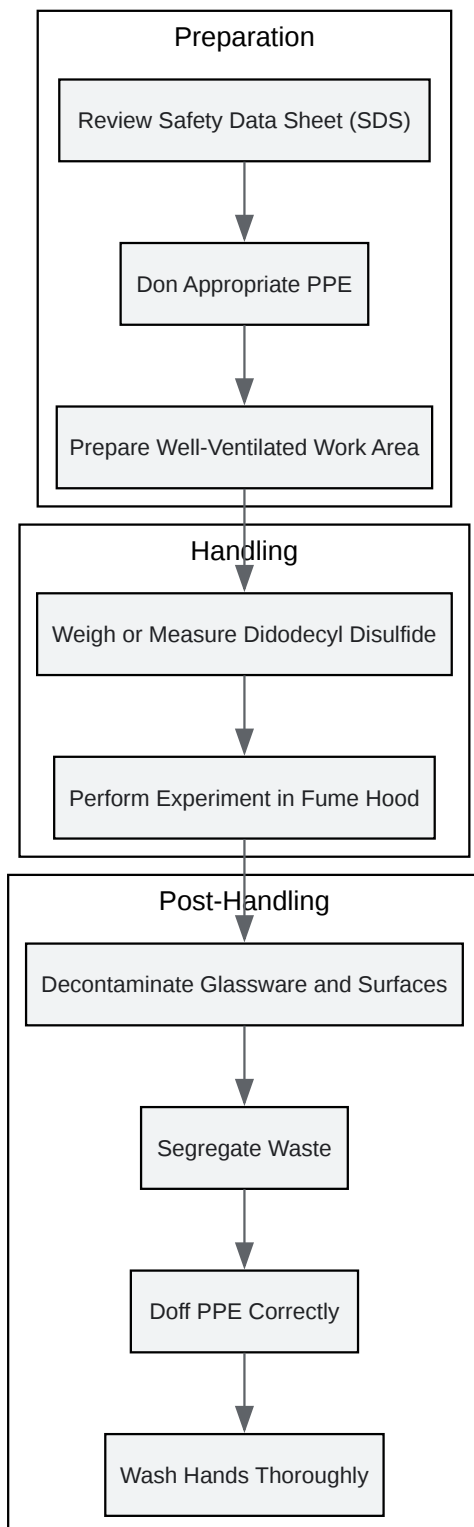 Preparation
Review Safety Data Sheet (SDS)
Don Appropriate PPE
Prepare Well-Ventilated Work Area
Handling
Weigh or Measure Didodecyl Disulfide
Perform Experiment in Fume Hood
Post-Handling
Decontaminate Glassware and Surfaces
Segregate Waste
Doff PPE Correctly
Wash Hands Thoroughly